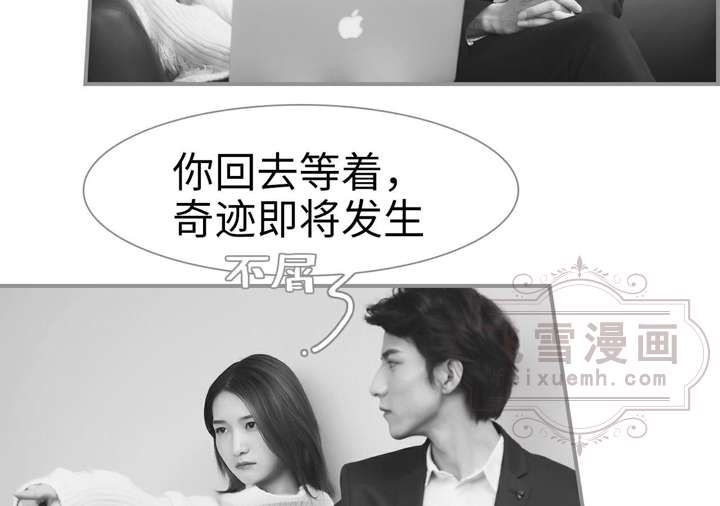 你回去等着，
奇迹即将发生
不屑
雪漫画
ixuemh.com